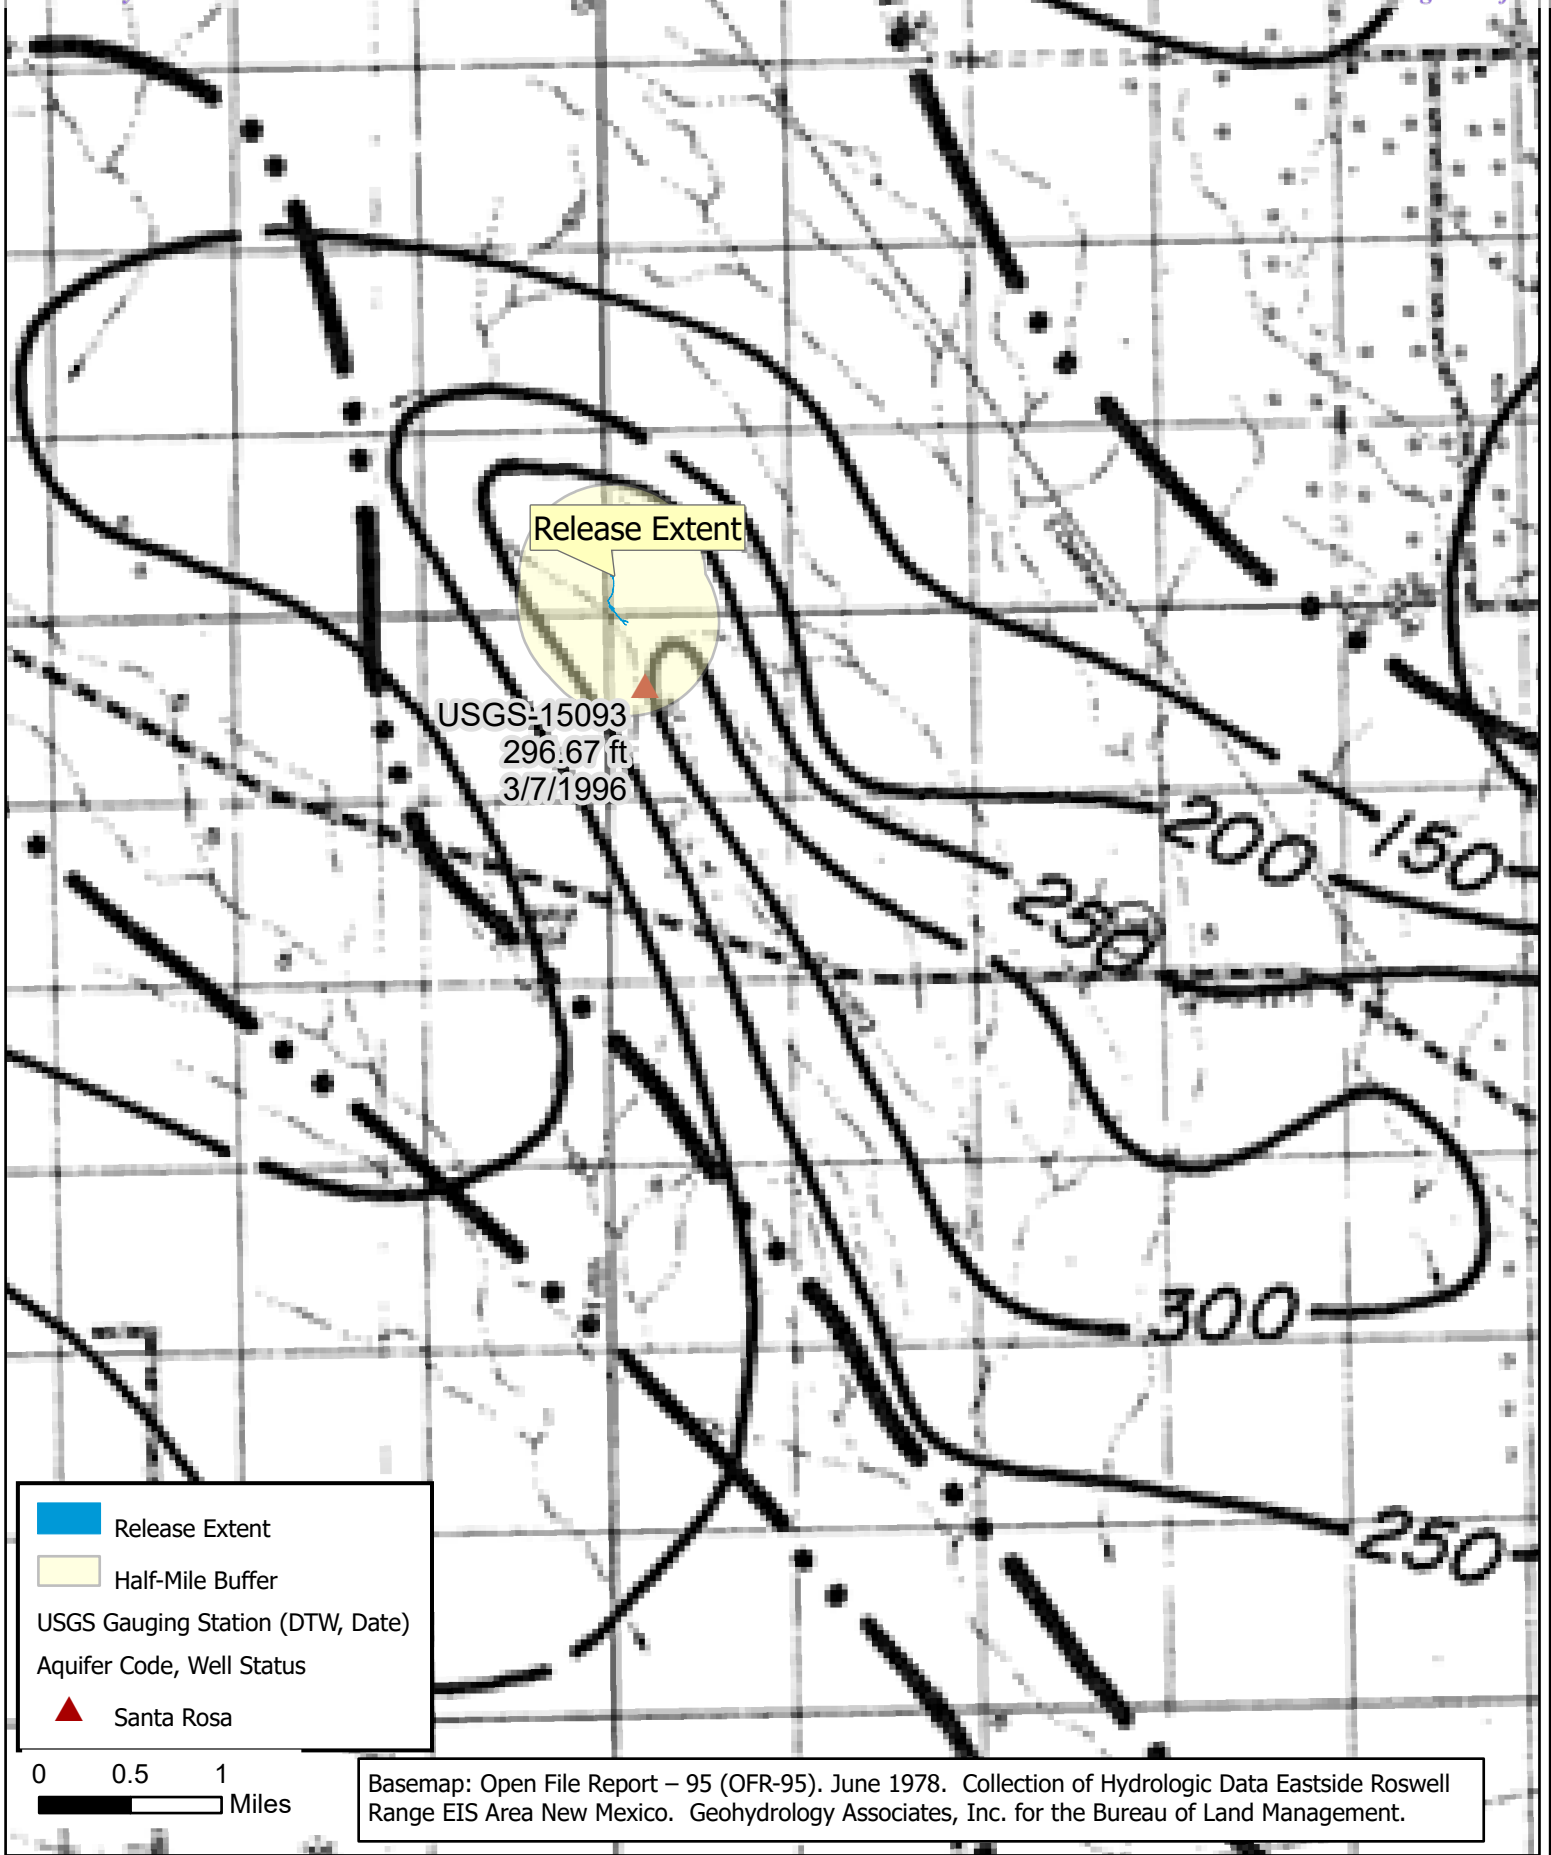 Release Extent
USGS-15093
296.67 ft
3/7/1996
200
150
250
300
250
Release Extent
Half-Mile Buffer
USGS Gauging Station (DTW, Date)
Aquifer Code, Well Status
Santa Rosa
0 0.5 1
Miles
Basemap: Open File Report – 95 (OFR-95). June 1978. Collection of Hydrologic Data Eastside Roswell
Range EIS Area New Mexico. Geohydrology Associates, Inc. for the Bureau of Land Management.